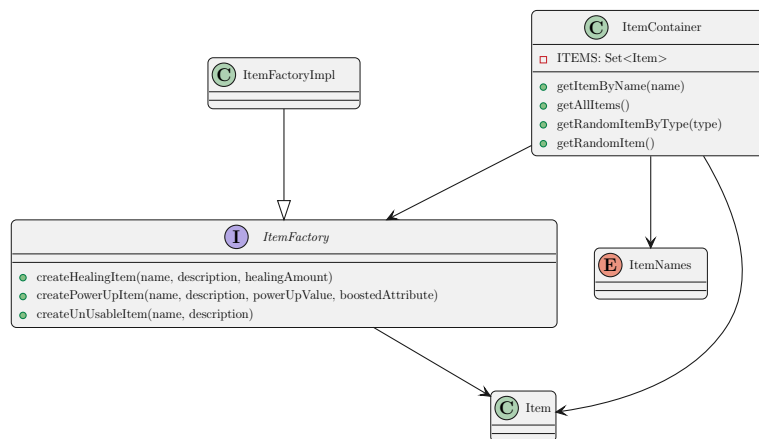 C ItemContainer
ITEMS: Set<Item>
getItemByName(name)
getAllItems()
getRandomItemByType(type)
getRandomItem()
C ItemFactoryImpl
I ItemFactory
createHealingItem(name, description, healingAmount)
createPowerUpItem(name, description, powerUpValue, boostedAttribute)
createUnUsableItem(name, description)
E ItemNames
C Item